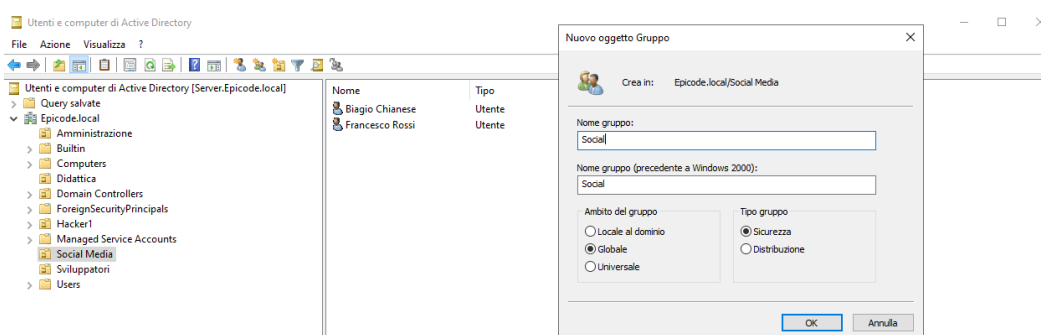 Utenti e computer di Active Directory
File Azione Visualizza ?
Utenti e computer di Active Directory [Server.Epicode.local]
Query salvate
Epicode.local
Amministrazione
Builtin
Computers
Didattica
Domain Controllers
ForeignSecurityPrincipals
Hacker1
Managed Service Accounts
Social Media
Sviluppatori
Users
Nome Tipo
Biagio Chianese Utente
Francesco Rossi Utente
Nuovo oggetto Gruppo
Crea in: Epicode.local/Social Media
Nome gruppo:
Social
Nome gruppo (precedente a Windows 2000):
Social
Ambito del gruppo
Locale al dominio
Globale
Universale
Tipo gruppo
Sicurezza
Distribuzione
OK Annulla